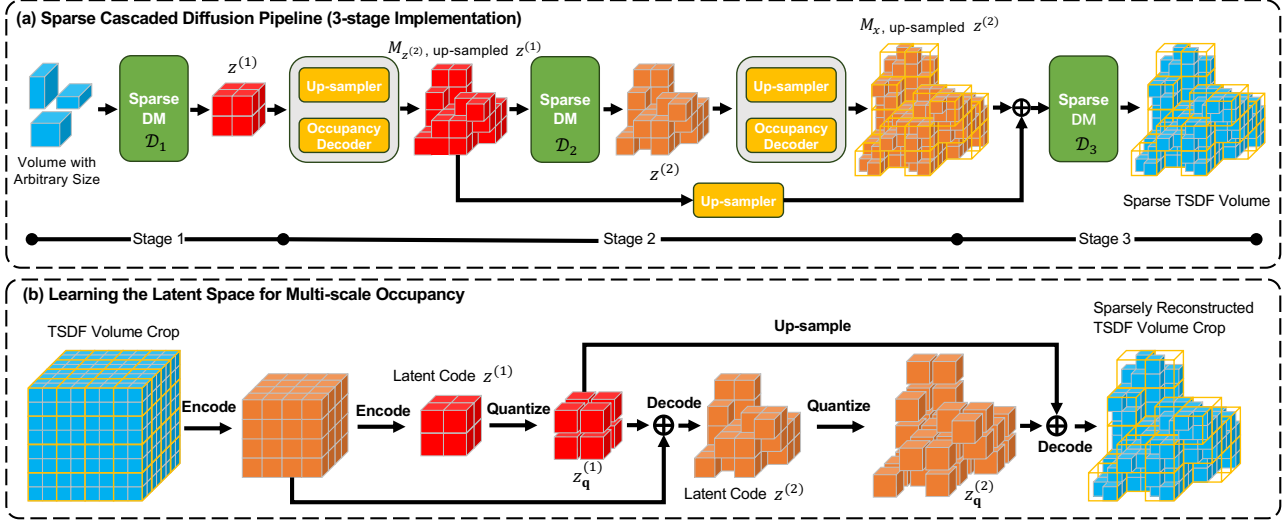 (a) Sparse Cascaded Diffusion Pipeline (3-stage Implementation)
Volume with
Arbitrary Size
Sparse
DM
𝒟₁
z⁽¹⁾
Up-sampler
Occupancy
Decoder
M_z⁽²⁾, up-sampled z⁽¹⁾
Sparse
DM
𝒟₂
z⁽²⁾
Up-sampler
Occupancy
Decoder
Mₓ, up-sampled z⁽²⁾
Up-sampler
Sparse
DM
𝒟₃
Sparse TSDF Volume
Stage 1
Stage 2
Stage 3
(b) Learning the Latent Space for Multi-scale Occupancy
TSDF Volume Crop
Encode
Encode
Latent Code z⁽¹⁾
Quantize
z_q⁽¹⁾
Decode
Latent Code z⁽²⁾
Quantize
Up-sample
z_q⁽²⁾
Decode
Sparsely Reconstructed
TSDF Volume Crop